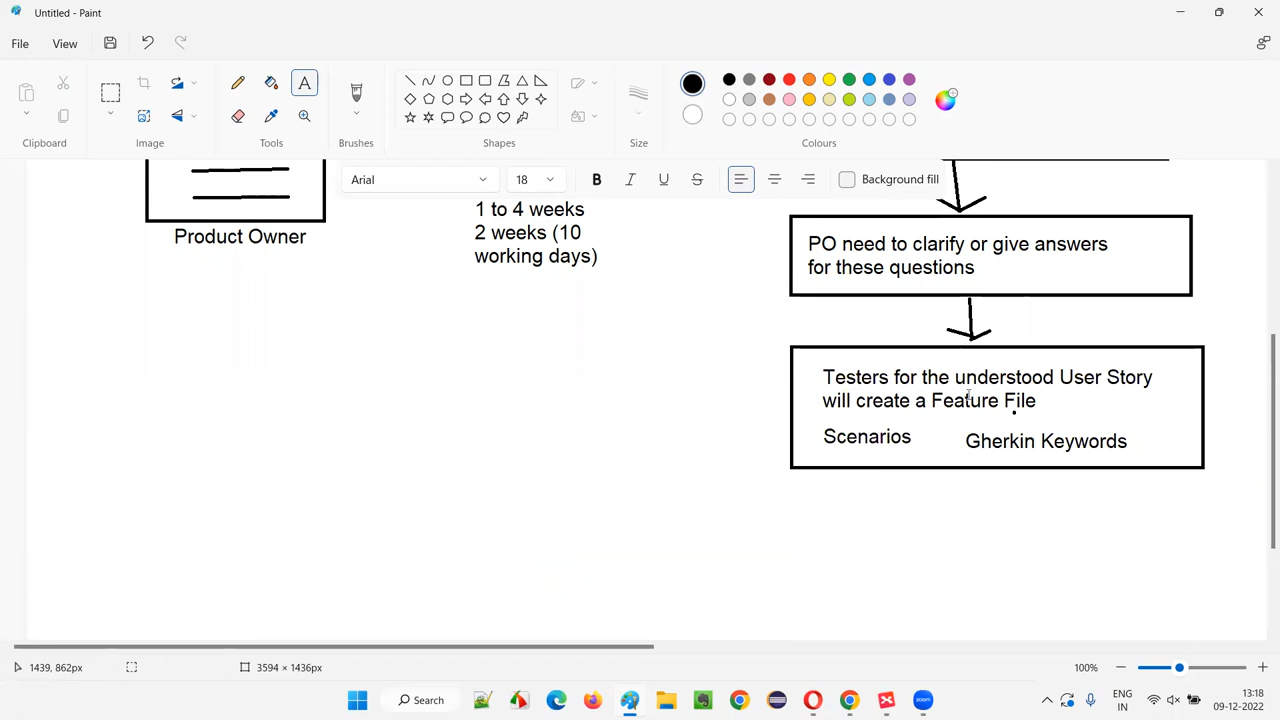 Untitled - Paint
File
View
Clipboard
Image
Tools
Brushes
Shapes
Size
Colours
Arial
18
B
I
U
Background fill
Product Owner
1 to 4 weeks
2 weeks (10
working days)
PO need to clarify or give answers
for these questions
Testers for the understood User Story
will create a Feature File
Scenarios
Gherkin Keywords
1439, 862px
3594 × 1436px
100%
Search
zoom
ENG
IN
13:18
09-12-2022